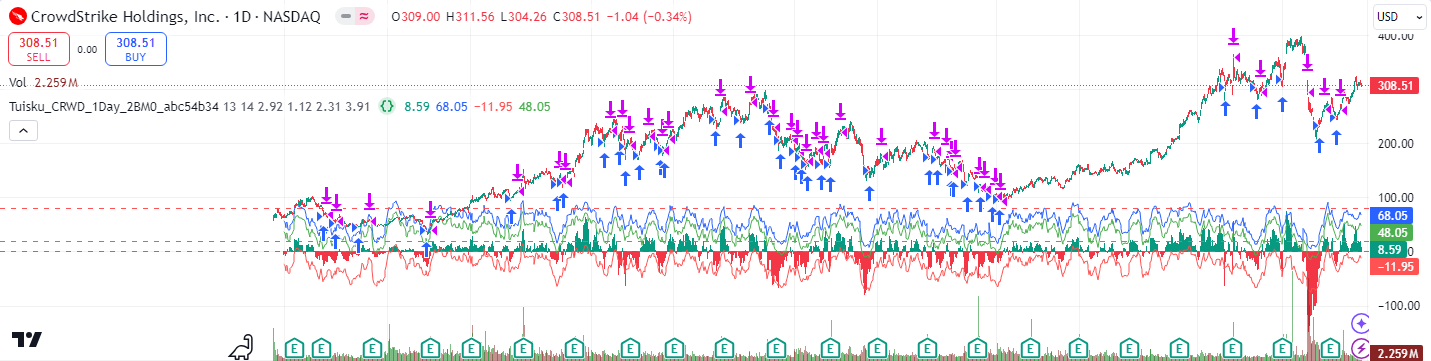 CrowdStrike Holdings, Inc. · 1D · NASDAQ O309.00 H311.56 L304.26 C308.51 −1.04 (−0.34%)
USD
400.00
308.51 SELL 0.00 308.51 BUY
Vol 2.259M
308.51
Tuisku_CRWD_1Day_2BM0_abc54b34 13 14 2.92 1.12 2.31 3.91 8.59 68.05 −11.95 48.05
200.00
100.00
68.05
48.05
8.59
−11.95
−100.00
E E E E E E E E E E E E E E E E E E E E E E
2.259M